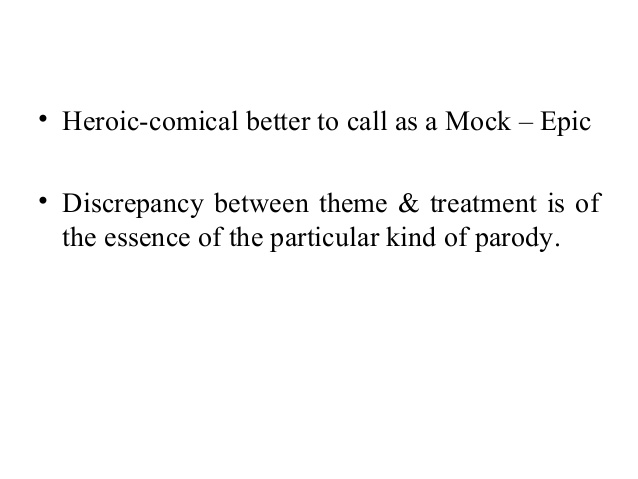 • Heroic-comical better to call as a Mock – Epic
• Discrepancy between theme & treatment is of
the essence of the particular kind of parody.